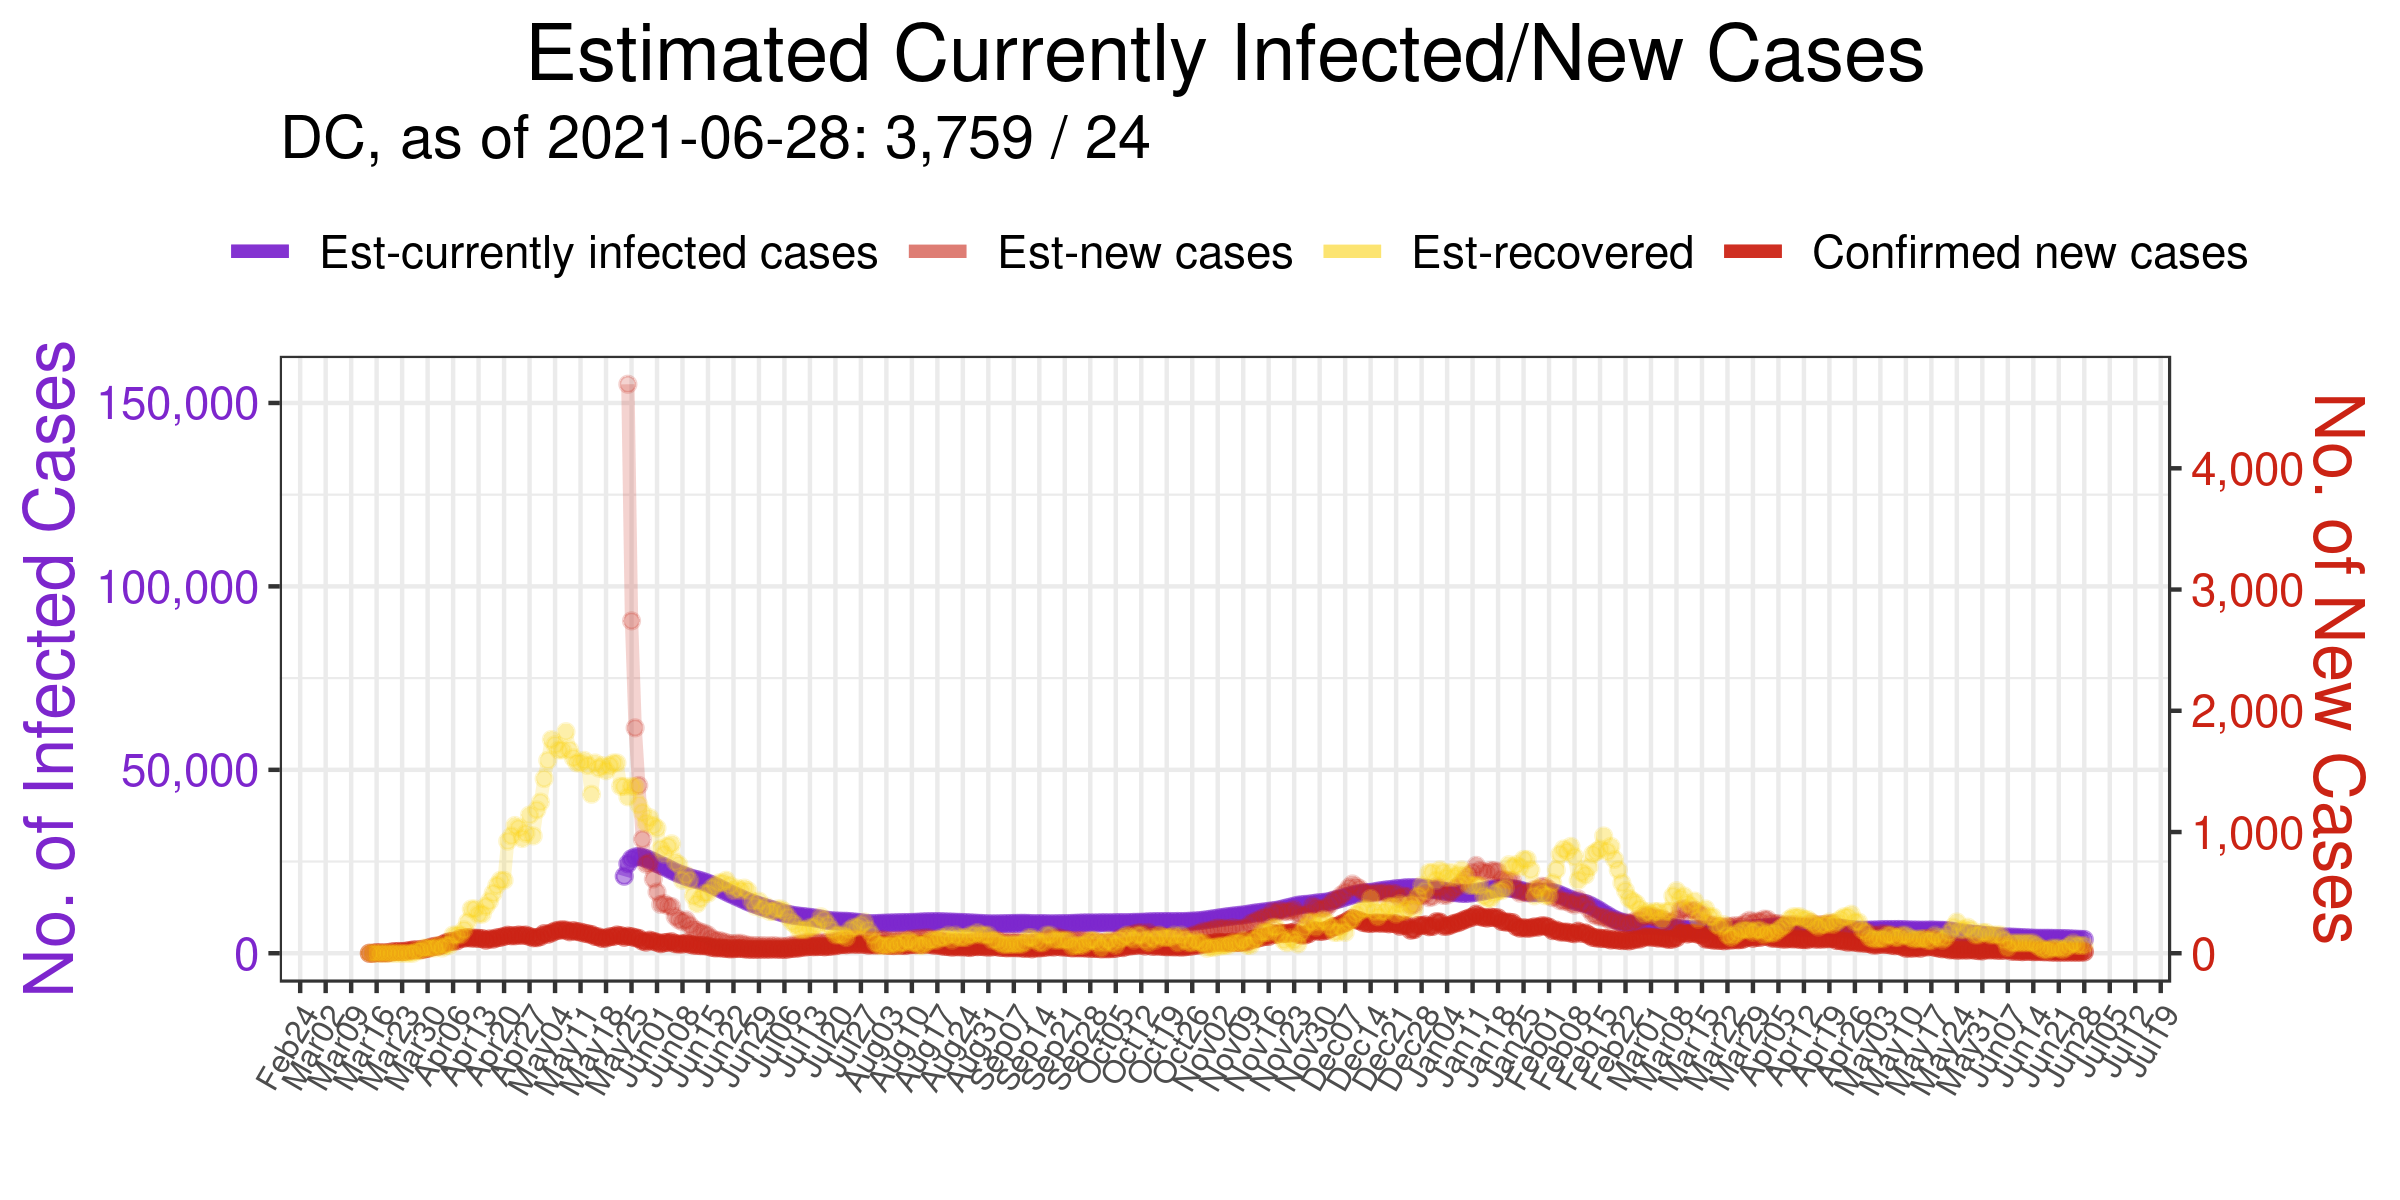 Estimated Currently Infected/New Cases
DC, as of 2021-06-28: 3,759 / 24
Est-currently infected cases Est-new cases Est-recovered Confirmed new cases
No. of Infected Cases
150,000
100,000
50,000
0
4,000
3,000
2,000
1,000
0
No. of New Cases
Feb24
Mar02
Mar09
Mar16
Mar23
Mar30
Apr06
Apr13
Apr20
Apr27
May04
May11
May18
May25
Jun01
Jun08
Jun15
Jun22
Jun29
Jul06
Jul13
Jul20
Jul27
Aug03
Aug10
Aug17
Aug24
Aug31
Sep07
Sep14
Sep21
Sep28
Oct05
Oct12
Oct19
Oct26
Nov02
Nov09
Nov16
Nov23
Nov30
Dec07
Dec14
Dec21
Dec28
Jan04
Jan11
Jan18
Jan25
Feb01
Feb08
Feb15
Feb22
Mar01
Mar08
Mar15
Mar22
Mar29
Apr05
Apr12
Apr19
Apr26
May03
May10
May17
May24
May31
Jun07
Jun14
Jun21
Jun28
Jul05
Jul12
Jul19